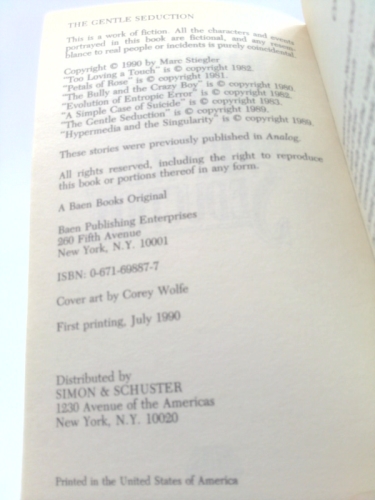 THE GENTLE SEDUCTION
This is a work of fiction. All the characters and events
portrayed in this book are fictional, and any resem-
blance to real people or incidents is purely coincidental.
Copyright © 1990 by Marc Stiegler
"Too Loving a Touch" is © copyright 1982.
"Petals of Rose" is © copyright 1981.
"The Bully and the Crazy Boy" is © copyright 1980.
"Evolution of Entropic Error" is © copyright 1982.
"A Simple Case of Suicide" is © copyright 1983.
"The Gentle Seduction" is © copyright 1989.
"Hypermedia and the Singularity" is © copyright 1989.
These stories were previously published in Analog.
All rights reserved, including the right to reproduce
this book or portions thereof in any form.
A Baen Books Original
Baen Publishing Enterprises
260 Fifth Avenue
New York, N.Y. 10001
ISBN: 0-671-69887-7
Cover art by Corey Wolfe
First printing, July 1990
Distributed by
SIMON & SCHUSTER
1230 Avenue of the Americas
New York, N.Y. 10020
Printed in the United States of America